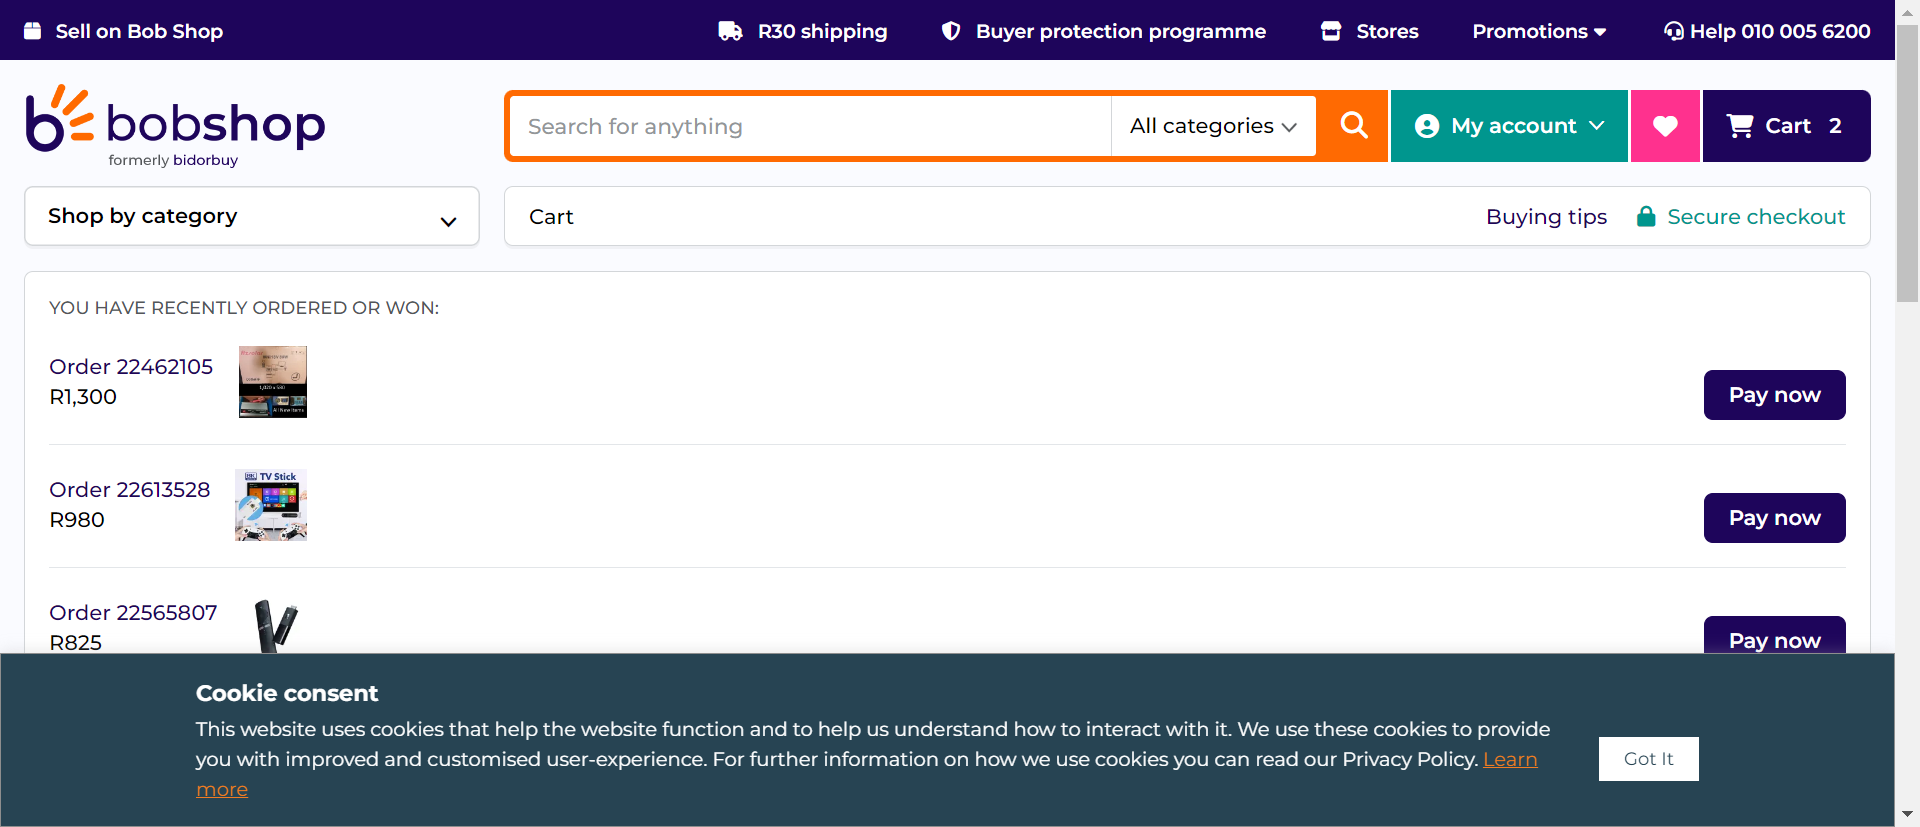 Sell on Bob Shop
R30 shipping
Buyer protection programme
Stores
Promotions
Help 010 005 6200
bobshop
formerly bidorbuy
Search for anything
All categories
My account
Cart 2
Shop by category
Cart
Buying tips
Secure checkout
YOU HAVE RECENTLY ORDERED OR WON:
Order 22462105
R1,300
All New Items
Pay now
Order 22613528
R980
TV Stick
Pay now
Order 22565807
R825
Pay now
Cookie consent
This website uses cookies that help the website function and to help us understand how to interact with it. We use these cookies to provide
you with improved and customised user-experience. For further information on how we use cookies you can read our Privacy Policy. Learn
more
Got It